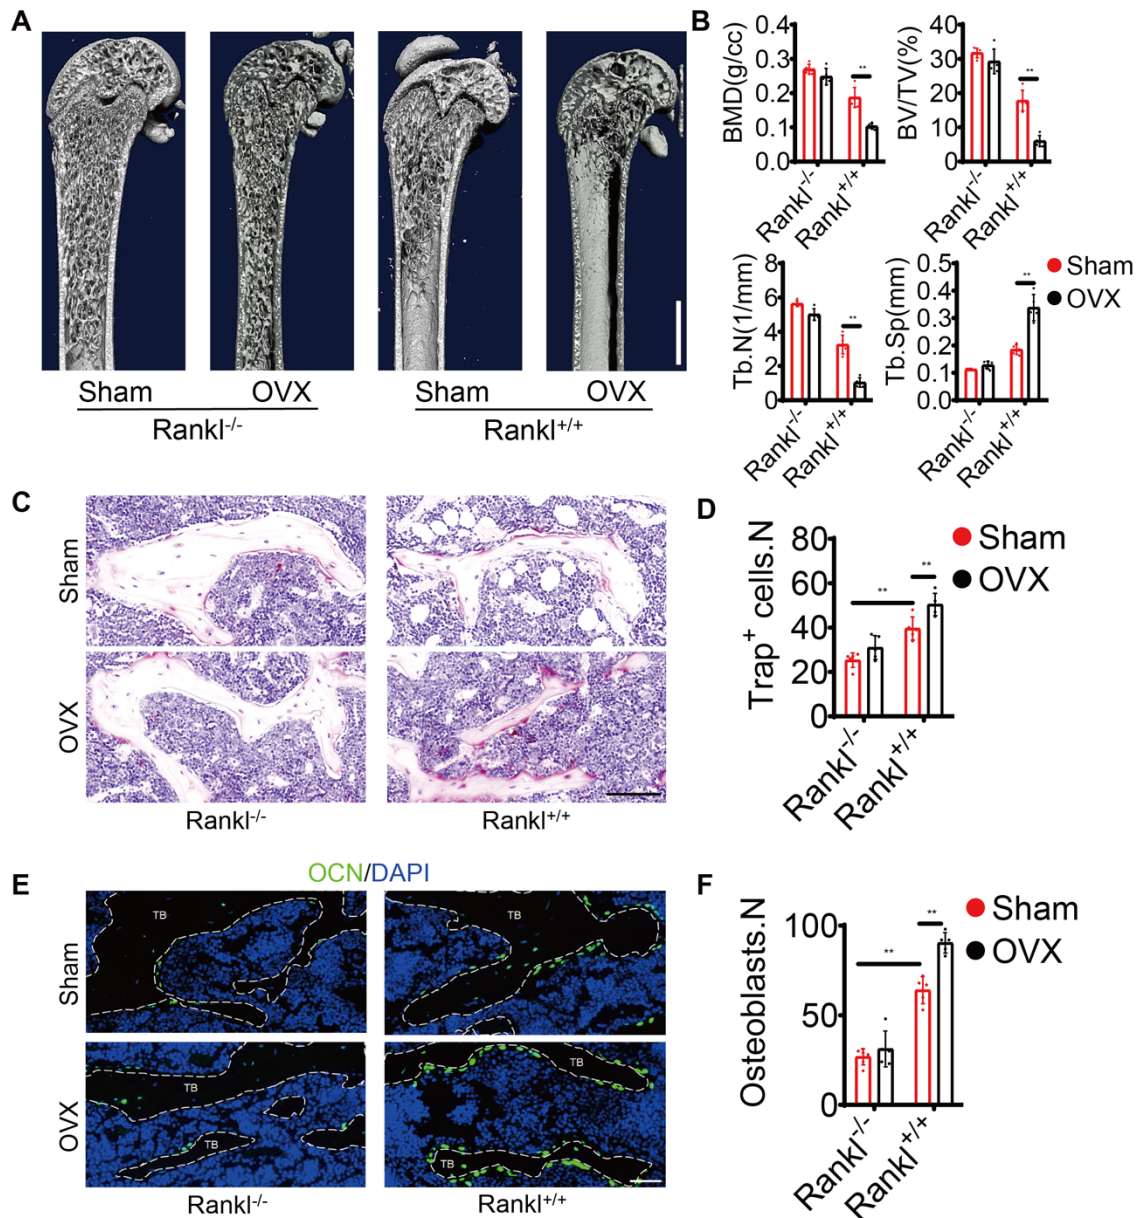 A
Sham
OVX
Sham
OVX
Rankl-/-
Rankl+/+
B
BMD(g/cc)
0.4
0.3
0.2
0.1
0.0
**
Rankl-/-
Rankl+/+
BV/TV(%)
40
30
20
10
0
**
Rankl-/-
Rankl+/+
Tb.N(1/mm)
6
4
2
0
**
Rankl-/-
Rankl+/+
Tb.Sp(mm)
0.5
0.4
0.3
0.2
0.1
0.0
**
Rankl-/-
Rankl+/+
Sham
OVX
C
Sham
OVX
Rankl-/-
Rankl+/+
D
Trap+ cells.N
80
60
40
20
0
**
**
Rankl-/-
Rankl+/+
Sham
OVX
E
OCN/DAPI
Sham
TB
TB
OVX
TB
TB
TB
TB
Rankl-/-
Rankl+/+
F
Osteoblasts.N
100
50
0
**
**
Rankl-/-
Rankl+/+
Sham
OVX